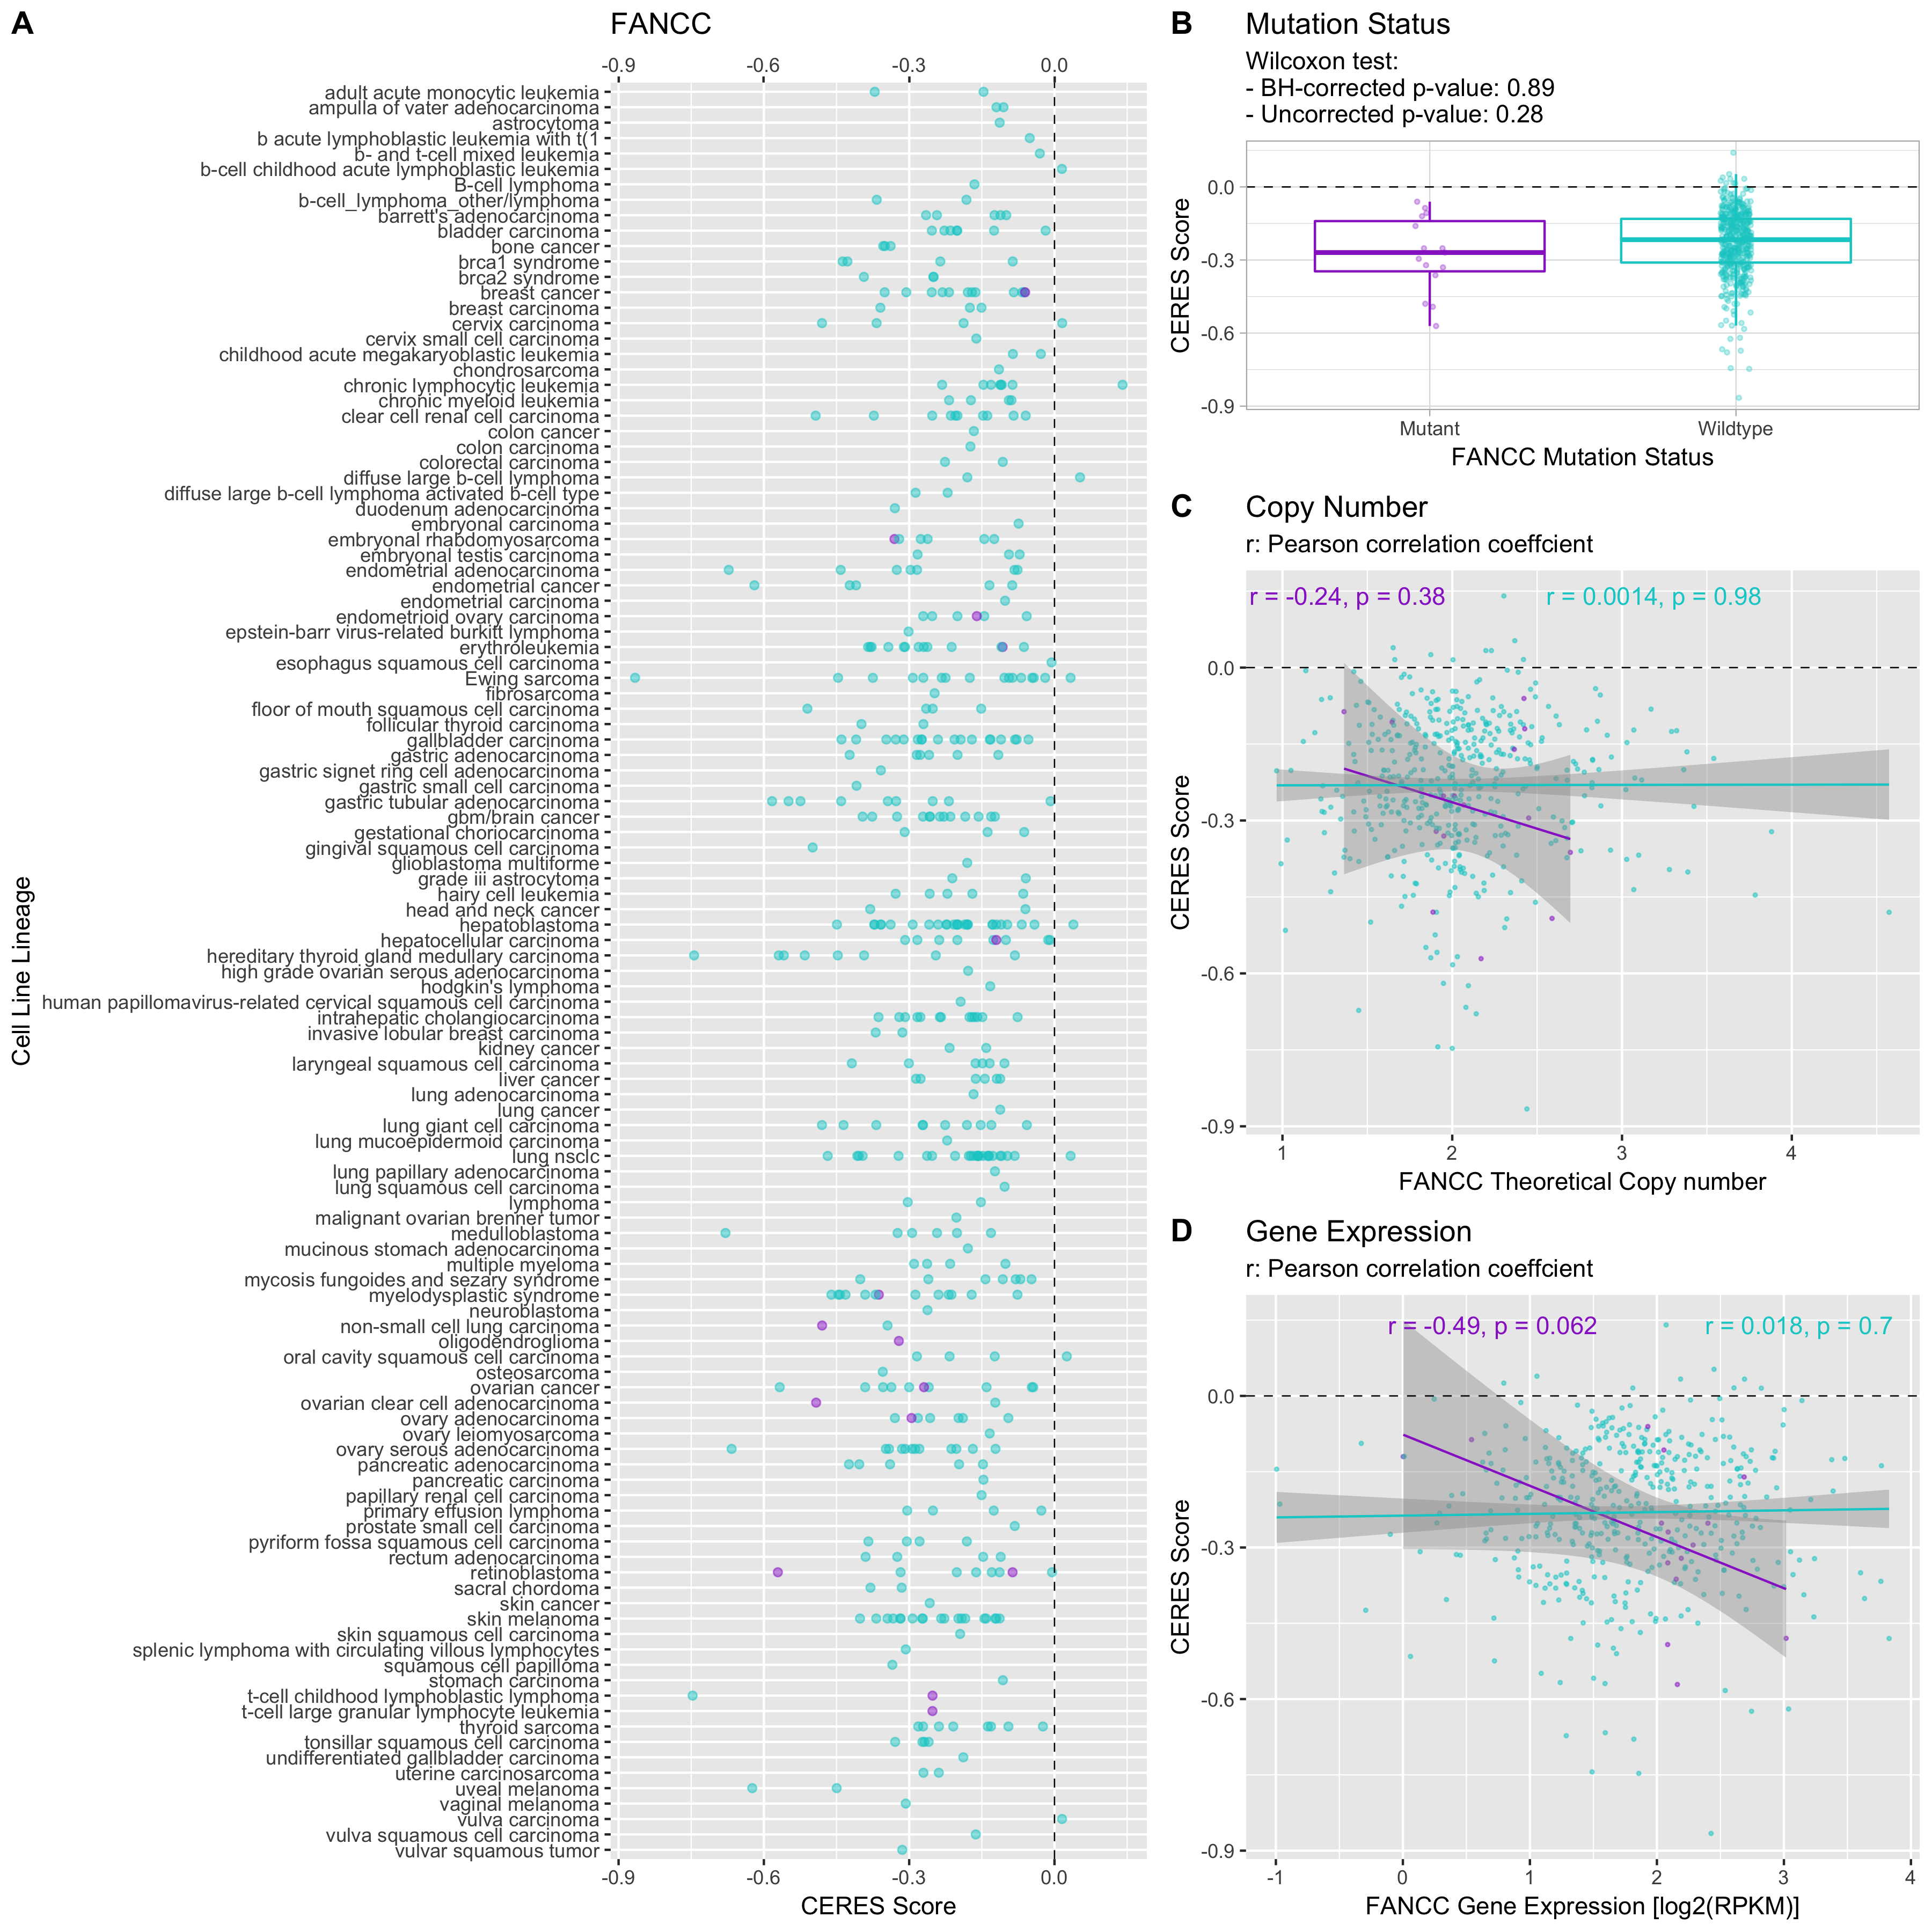 A
FANCC
-0.9 -0.6 -0.3 0.0
adult acute monocytic leukemia
ampulla of vater adenocarcinoma
astrocytoma
b acute lymphoblastic leukemia with t(1
b- and t-cell mixed leukemia
b-cell childhood acute lymphoblastic leukemia
B-cell lymphoma
b-cell_lymphoma_other/lymphoma
barrett's adenocarcinoma
bladder carcinoma
bone cancer
brca1 syndrome
brca2 syndrome
breast cancer
breast carcinoma
cervix carcinoma
cervix small cell carcinoma
childhood acute megakaryoblastic leukemia
chondrosarcoma
chronic lymphocytic leukemia
chronic myeloid leukemia
clear cell renal cell carcinoma
colon cancer
colon carcinoma
colorectal carcinoma
diffuse large b-cell lymphoma
diffuse large b-cell lymphoma activated b-cell type
duodenum adenocarcinoma
embryonal carcinoma
embryonal rhabdomyosarcoma
embryonal testis carcinoma
endometrial adenocarcinoma
endometrial cancer
endometrial carcinoma
endometrioid ovary carcinoma
epstein-barr virus-related burkitt lymphoma
erythroleukemia
esophagus squamous cell carcinoma
Ewing sarcoma
fibrosarcoma
floor of mouth squamous cell carcinoma
follicular thyroid carcinoma
gallbladder carcinoma
gastric adenocarcinoma
gastric signet ring cell adenocarcinoma
gastric small cell carcinoma
gastric tubular adenocarcinoma
gbm/brain cancer
gestational choriocarcinoma
gingival squamous cell carcinoma
glioblastoma multiforme
grade iii astrocytoma
hairy cell leukemia
head and neck cancer
hepatoblastoma
hepatocellular carcinoma
hereditary thyroid gland medullary carcinoma
high grade ovarian serous adenocarcinoma
hodgkin's lymphoma
human papillomavirus-related cervical squamous cell carcinoma
intrahepatic cholangiocarcinoma
invasive lobular breast carcinoma
kidney cancer
laryngeal squamous cell carcinoma
liver cancer
lung adenocarcinoma
lung cancer
lung giant cell carcinoma
lung mucoepidermoid carcinoma
lung nsclc
lung papillary adenocarcinoma
lung squamous cell carcinoma
lymphoma
malignant ovarian brenner tumor
medulloblastoma
mucinous stomach adenocarcinoma
multiple myeloma
mycosis fungoides and sezary syndrome
myelodysplastic syndrome
neuroblastoma
non-small cell lung carcinoma
oligodendroglioma
oral cavity squamous cell carcinoma
osteosarcoma
ovarian cancer
ovarian clear cell adenocarcinoma
ovary adenocarcinoma
ovary leiomyosarcoma
ovary serous adenocarcinoma
pancreatic adenocarcinoma
pancreatic carcinoma
papillary renal cell carcinoma
primary effusion lymphoma
prostate small cell carcinoma
pyriform fossa squamous cell carcinoma
rectum adenocarcinoma
retinoblastoma
sacral chordoma
skin cancer
skin melanoma
skin squamous cell carcinoma
splenic lymphoma with circulating villous lymphocytes
squamous cell papilloma
stomach carcinoma
t-cell childhood lymphoblastic lymphoma
t-cell large granular lymphocyte leukemia
thyroid sarcoma
tonsillar squamous cell carcinoma
undifferentiated gallbladder carcinoma
uterine carcinosarcoma
uveal melanoma
vaginal melanoma
vulva carcinoma
vulva squamous cell carcinoma
vulvar squamous tumor
-0.9 -0.6 -0.3 0.0
CERES Score
Cell Line Lineage
B
Mutation Status
Wilcoxon test:
- BH-corrected p-value: 0.89
- Uncorrected p-value: 0.28
0.0
-0.3
-0.6
-0.9
CERES Score
Mutant Wildtype
FANCC Mutation Status
C
Copy Number
r: Pearson correlation coeffcient
r = -0.24, p = 0.38 r = 0.0014, p = 0.98
0.0
-0.3
-0.6
-0.9
CERES Score
1 2 3 4
FANCC Theoretical Copy number
D
Gene Expression
r: Pearson correlation coeffcient
r = -0.49, p = 0.062 r = 0.018, p = 0.7
0.0
-0.3
-0.6
-0.9
CERES Score
-1 0 1 2 3 4
FANCC Gene Expression [log2(RPKM)]